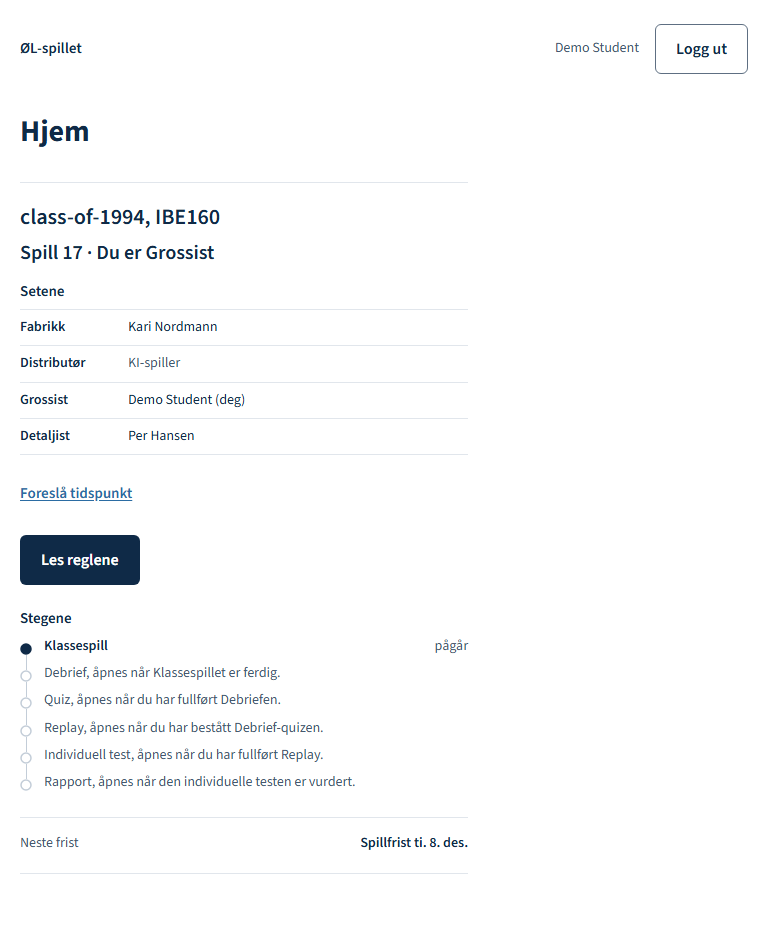 ØL-spillet
Demo Student
Logg ut
Hjem
class-of-1994, IBE160
Spill 17 · Du er Grossist
Setene
Fabrikk Kari Nordmann
Distributør KI-spiller
Grossist Demo Student (deg)
Detaljist Per Hansen
Foreslå tidspunkt
Les reglene
Stegene
Klassespill pågår
Debrief, åpnes når Klassespillet er ferdig.
Quiz, åpnes når du har fullført Debriefen.
Replay, åpnes når du har bestått Debrief-quizen.
Individuell test, åpnes når du har fullført Replay.
Rapport, åpnes når den individuelle testen er vurdert.
Neste frist Spillfrist ti. 8. des.